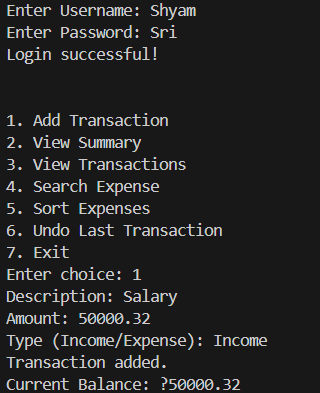 Enter Username: Shyam
Enter Password: Sri
Login successful!
1. Add Transaction
2. View Summary
3. View Transactions
4. Search Expense
5. Sort Expenses
6. Undo Last Transaction
7. Exit
Enter choice: 1
Description: Salary
Amount: 50000.32
Type (Income/Expense): Income
Transaction added.
Current Balance: ?50000.32